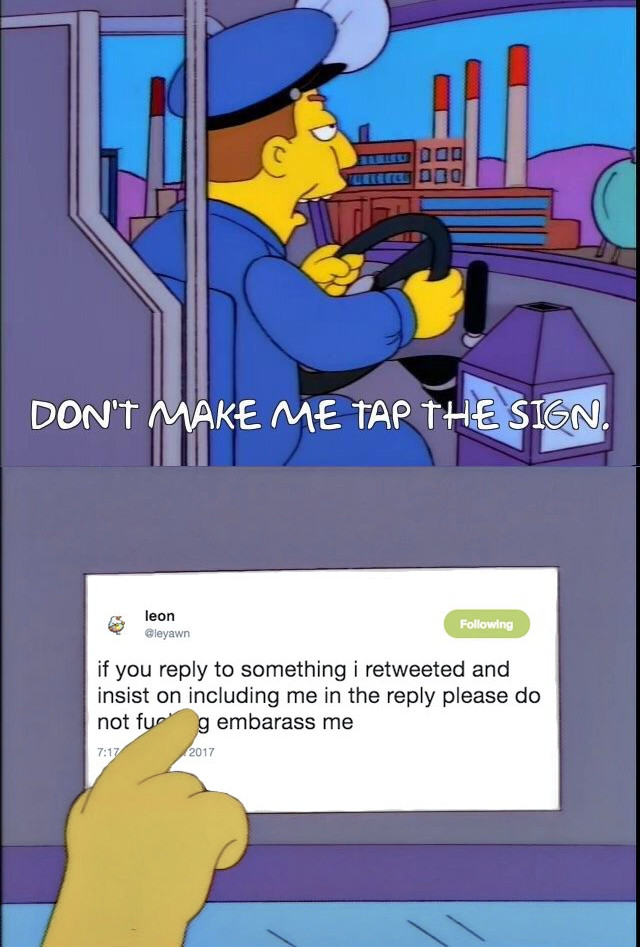 DON'T MAKE ME TAP THE SIGN.
leon
@leyawn
Following
if you reply to something i retweeted and
insist on including me in the reply please do
not fu g embarass me
7:17 2017